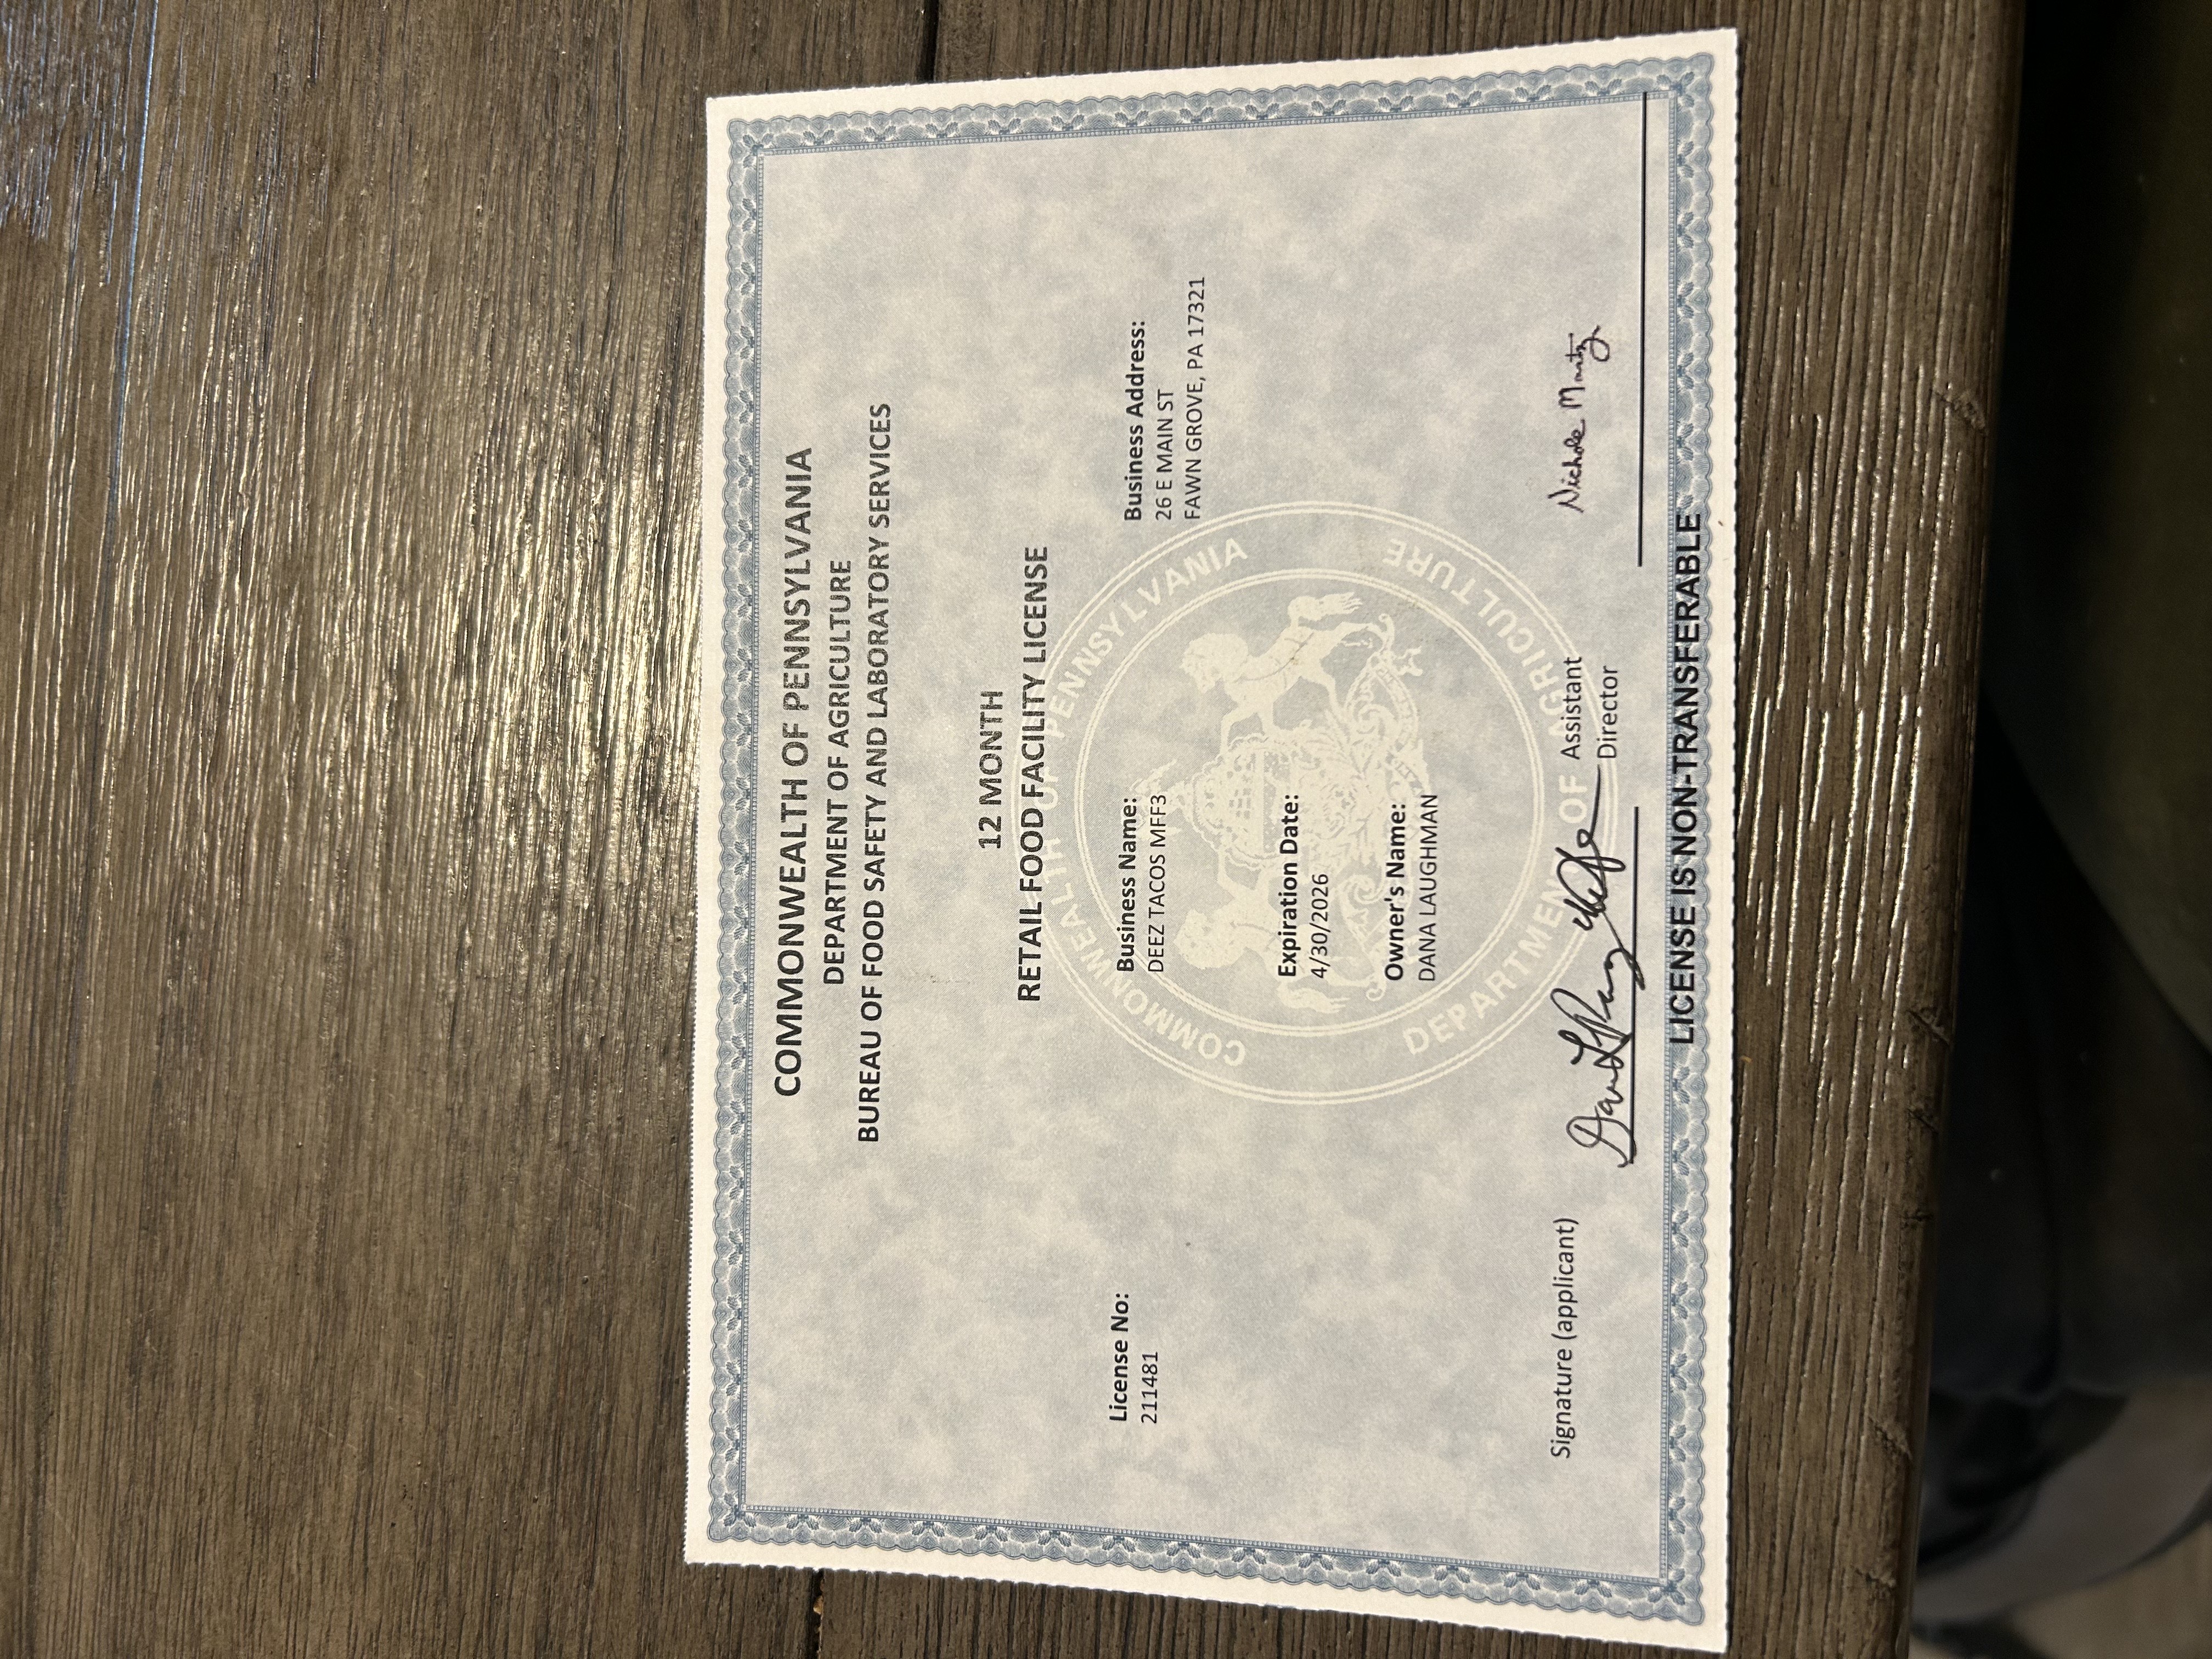 COMMONWEALTH OF PENNSYLVANIA
DEPARTMENT OF AGRICULTURE
BUREAU OF FOOD SAFETY AND LABORATORY SERVICES
12 MONTH
RETAIL FOOD FACILITY LICENSE
License No:
211481
Business Name:
DEEZ TACOS MFF3
Business Address:
26 E MAIN ST
FAWN GROVE, PA 17321
Expiration Date:
4/30/2026
Owner's Name:
DANA LAUGHMAN
COMMONWEALTH OF PENNSYLVANIA
DEPARTMENT OF AGRICULTURE
Signature (applicant)
Assistant
Director
Nichole
LICENSE IS NON-TRANSFERABLE